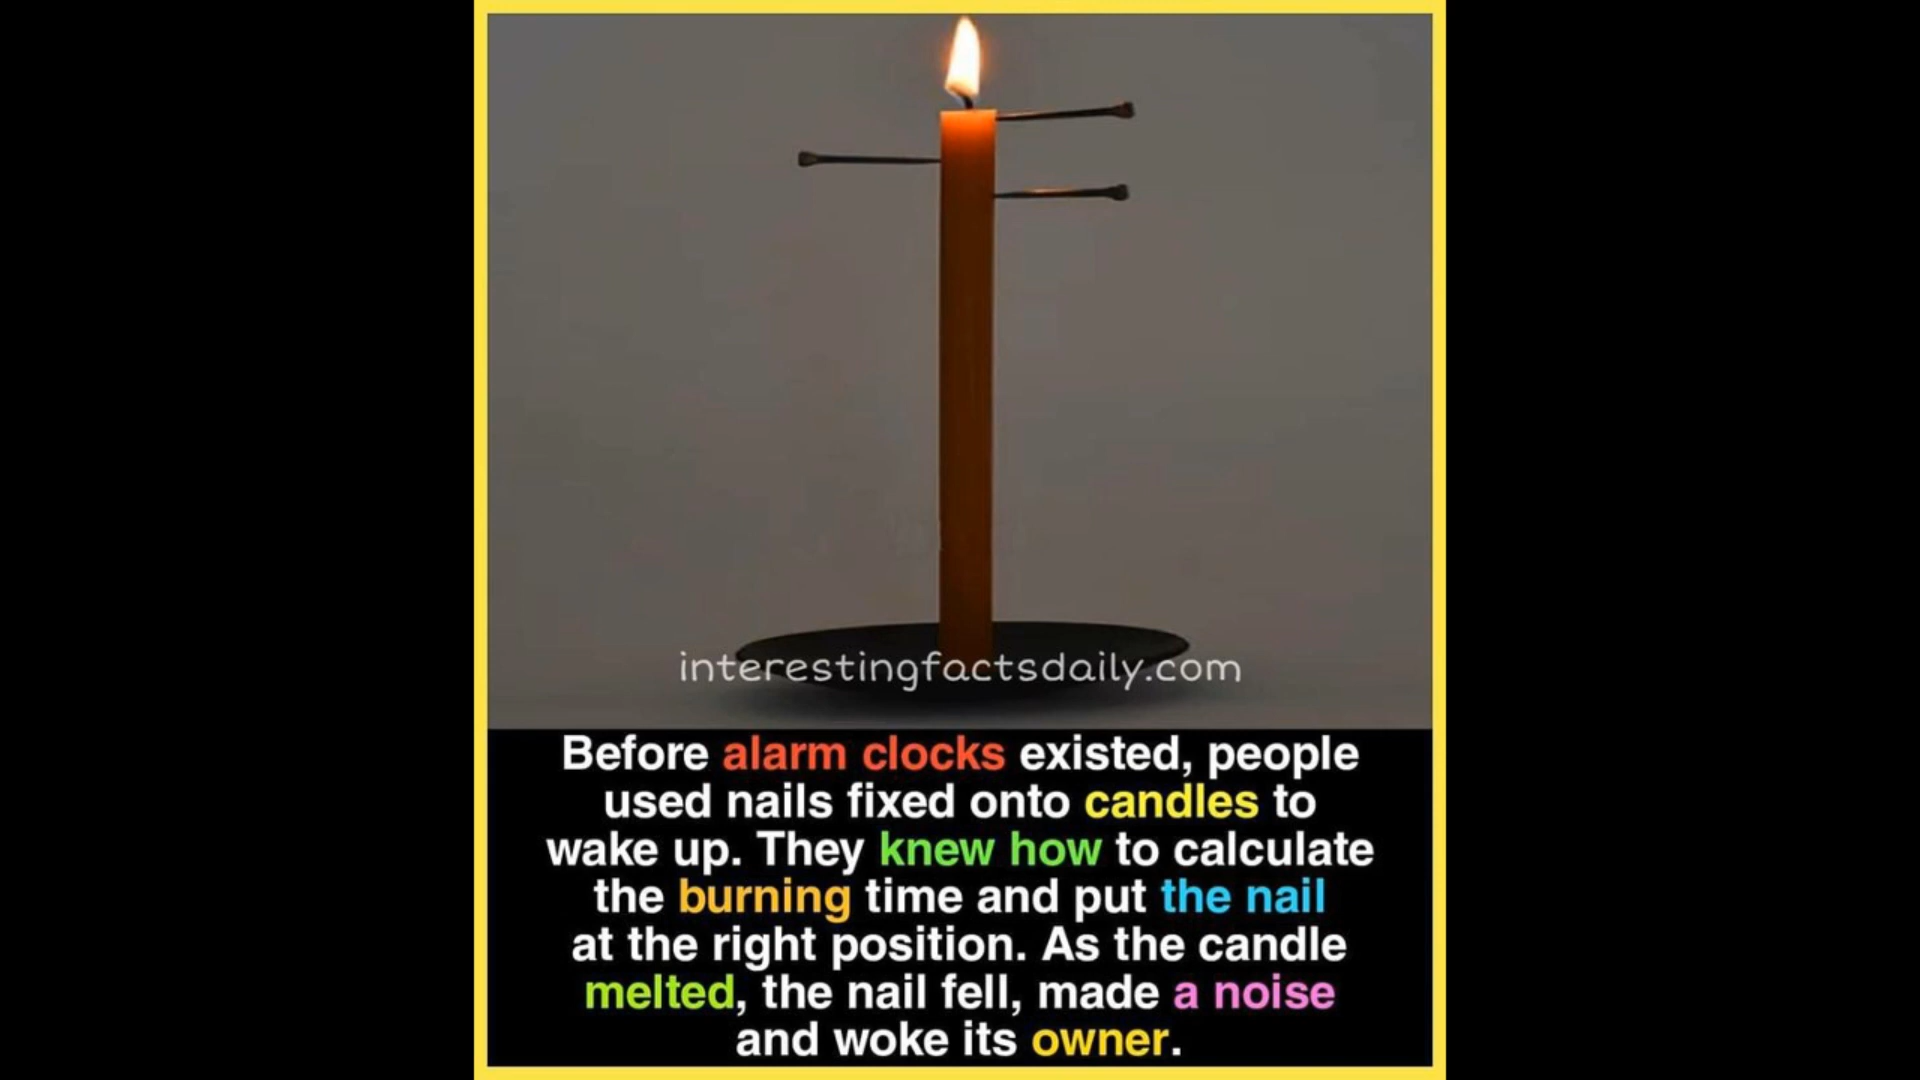 interestingfactsdaily.com
Before alarm clocks existed, people
used nails fixed onto candles to
wake up. They knew how to calculate
the burning time and put the nail
at the right position. As the candle
melted, the nail fell, made a noise
and woke its owner.